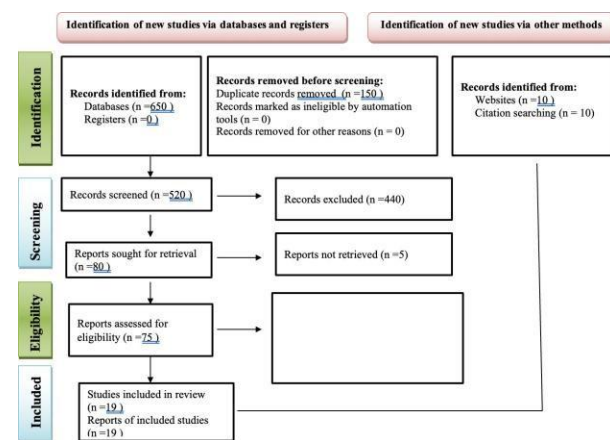 Identification of new studies via databases and registers
Identification of new studies via other methods
Identification
Records identified from:
Databases (n =650 )
Registers (n =0 )
Records removed before screening:
Duplicate records removed (n =150 )
Records marked as ineligible by automation
tools (n = 0)
Records removed for other reasons (n = 0)
Records identified from:
Websites (n =10 )
Citation searching (n = 10)
Screening
Records screened (n =520 )
Records excluded (n =440)
Reports sought for retrieval
(n =80 )
Reports not retrieved (n =5)
Eligibility
Reports assessed for
eligibility (n =75 )
Included
Studies included in review
(n =19 )
Reports of included studies
(n =19 )